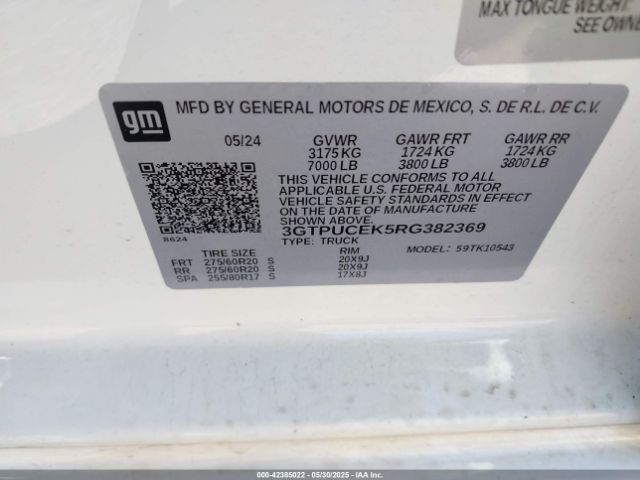 MAX TONGUE WEIGHT:
SEE OWNE
gm
MFD BY GENERAL MOTORS DE MEXICO, S. DE R.L. DE C.V.
05/24 GVWR GAWR FRT GAWR RR
3175 KG 1724 KG 1724 KG
7000 LB 3800 LB 3800 LB
THIS VEHICLE CONFORMS TO ALL
APPLICABLE U.S. FEDERAL MOTOR
VEHICLE SAFETY STANDARDS IN EFFECT
ON THE DATE OF MANUFACTURE SHOWN ABOVE.
3GTPUCEK5RG382369
8624
TYPE: TRUCK MODEL: 59TK10543
TIRE SIZE RIM
FRT 275/60R20 S 20X9J
RR 275/60R20 S 20X9J
SPA 255/80R17 S 17X8J
000-42385022 — 05/30/2025 — IAA Inc.